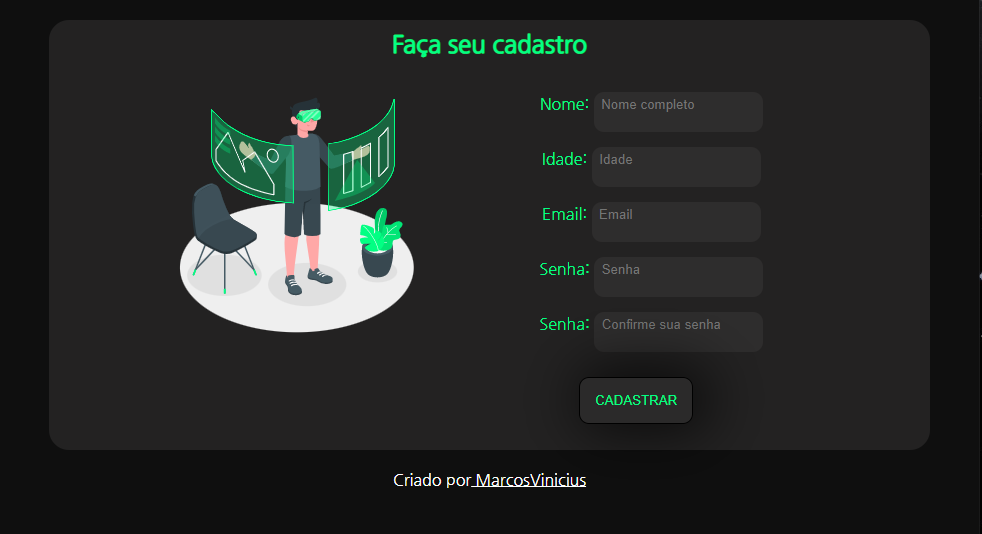 Faça seu cadastro
Nome: Nome completo
Idade: Idade
Email: Email
Senha: Senha
Senha: Confirme sua senha
CADASTRAR
Criado por MarcosVinicius